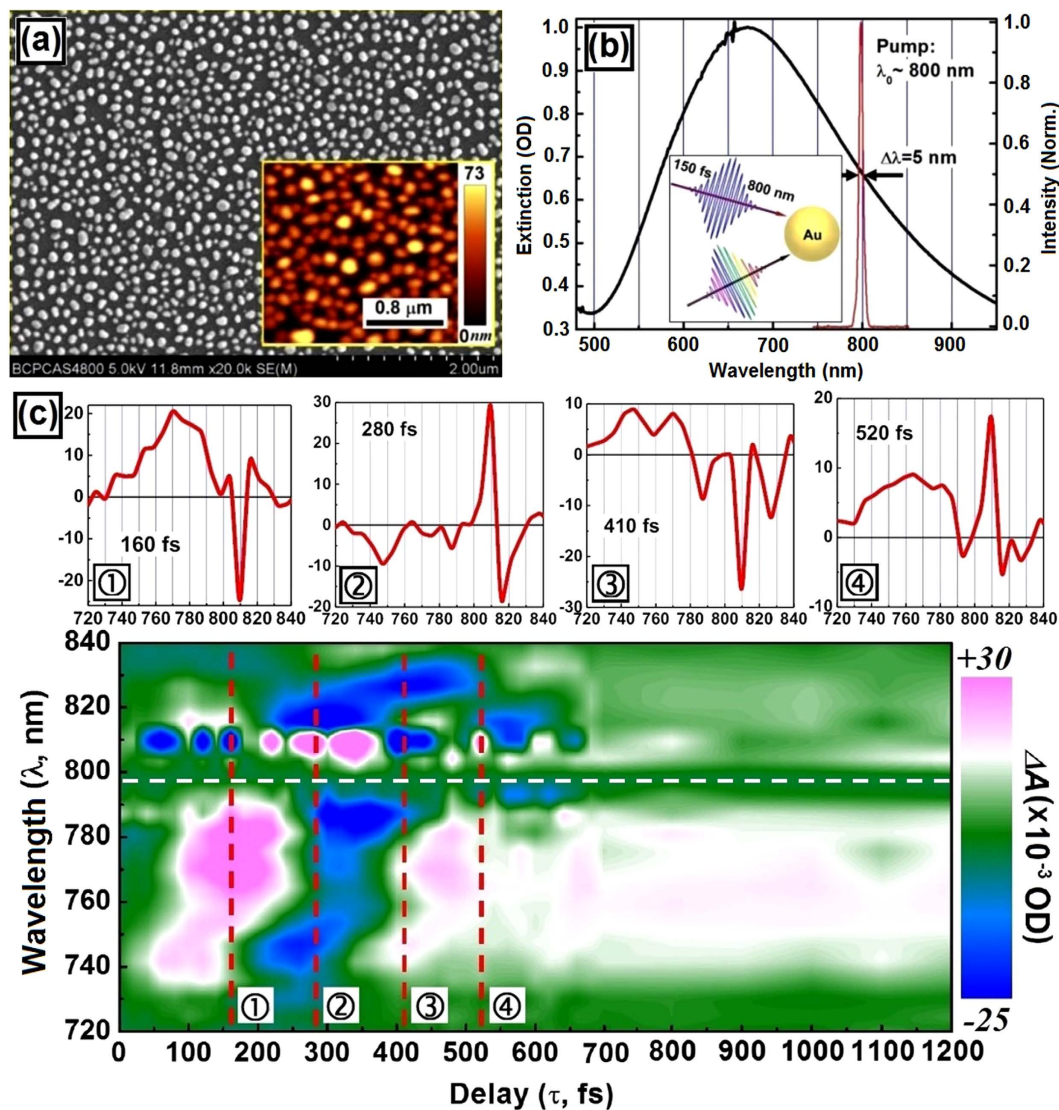 (a)
73
0.8 μm
0nm
BCPCAS4800 5.0kV 11.8mm x20.0k SE(M)
2.00um
(b)
Pump:
λ₀~ 800 nm
Δλ=5 nm
150 fs
800 nm
Au
Extinction (OD)
1.0
0.9
0.8
0.7
0.6
0.5
0.4
0.3
Intensity (Norm.)
1.0
0.8
0.6
0.4
0.2
0.0
500 600 700 800 900
Wavelength (nm)
(c)
20
10
0
-10
-20
160 fs
①
720 740 760 780 800 820 840
30
20
10
0
-10
-20
280 fs
②
720 740 760 780 800 820 840
10
0
-10
-20
-30
410 fs
③
720 740 760 780 800 820 840
10
20
0
-10
520 fs
④
720 740 760 780 800 820 840
Wavelength (λ, nm)
840
820
800
780
760
740
720
① ② ③ ④
0 100 200 300 400 500 600 700 800 900 1000 1100 1200
Delay (τ, fs)
+30
ΔA(×10⁻³ OD)
-25